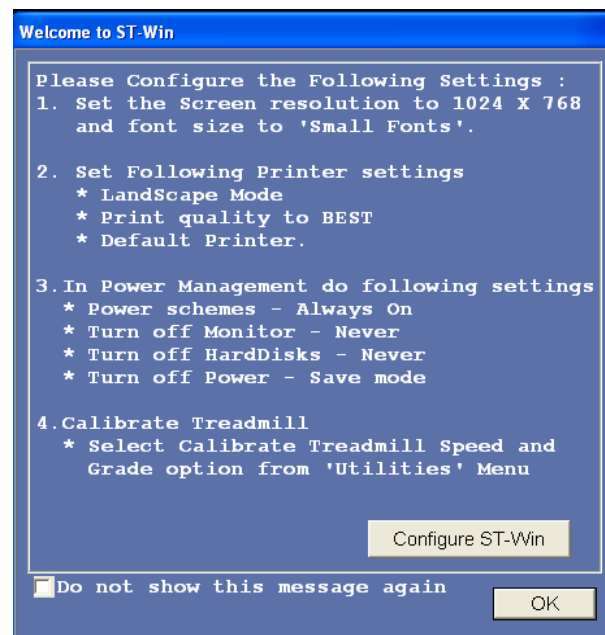 Welcome to ST-Win
Please Configure the Following Settings :
1. Set the Screen resolution to 1024 X 768
and font size to 'Small Fonts'.
2. Set Following Printer settings
* LandScape Mode
* Print quality to BEST
* Default Printer.
3.In Power Management do following settings
* Power schemes - Always On
* Turn off Monitor - Never
* Turn off HardDisks - Never
* Turn off Power - Save mode
4.Calibrate Treadmill
* Select Calibrate Treadmill Speed and
Grade option from 'Utilities' Menu
Configure ST-Win
Do not show this message again
OK